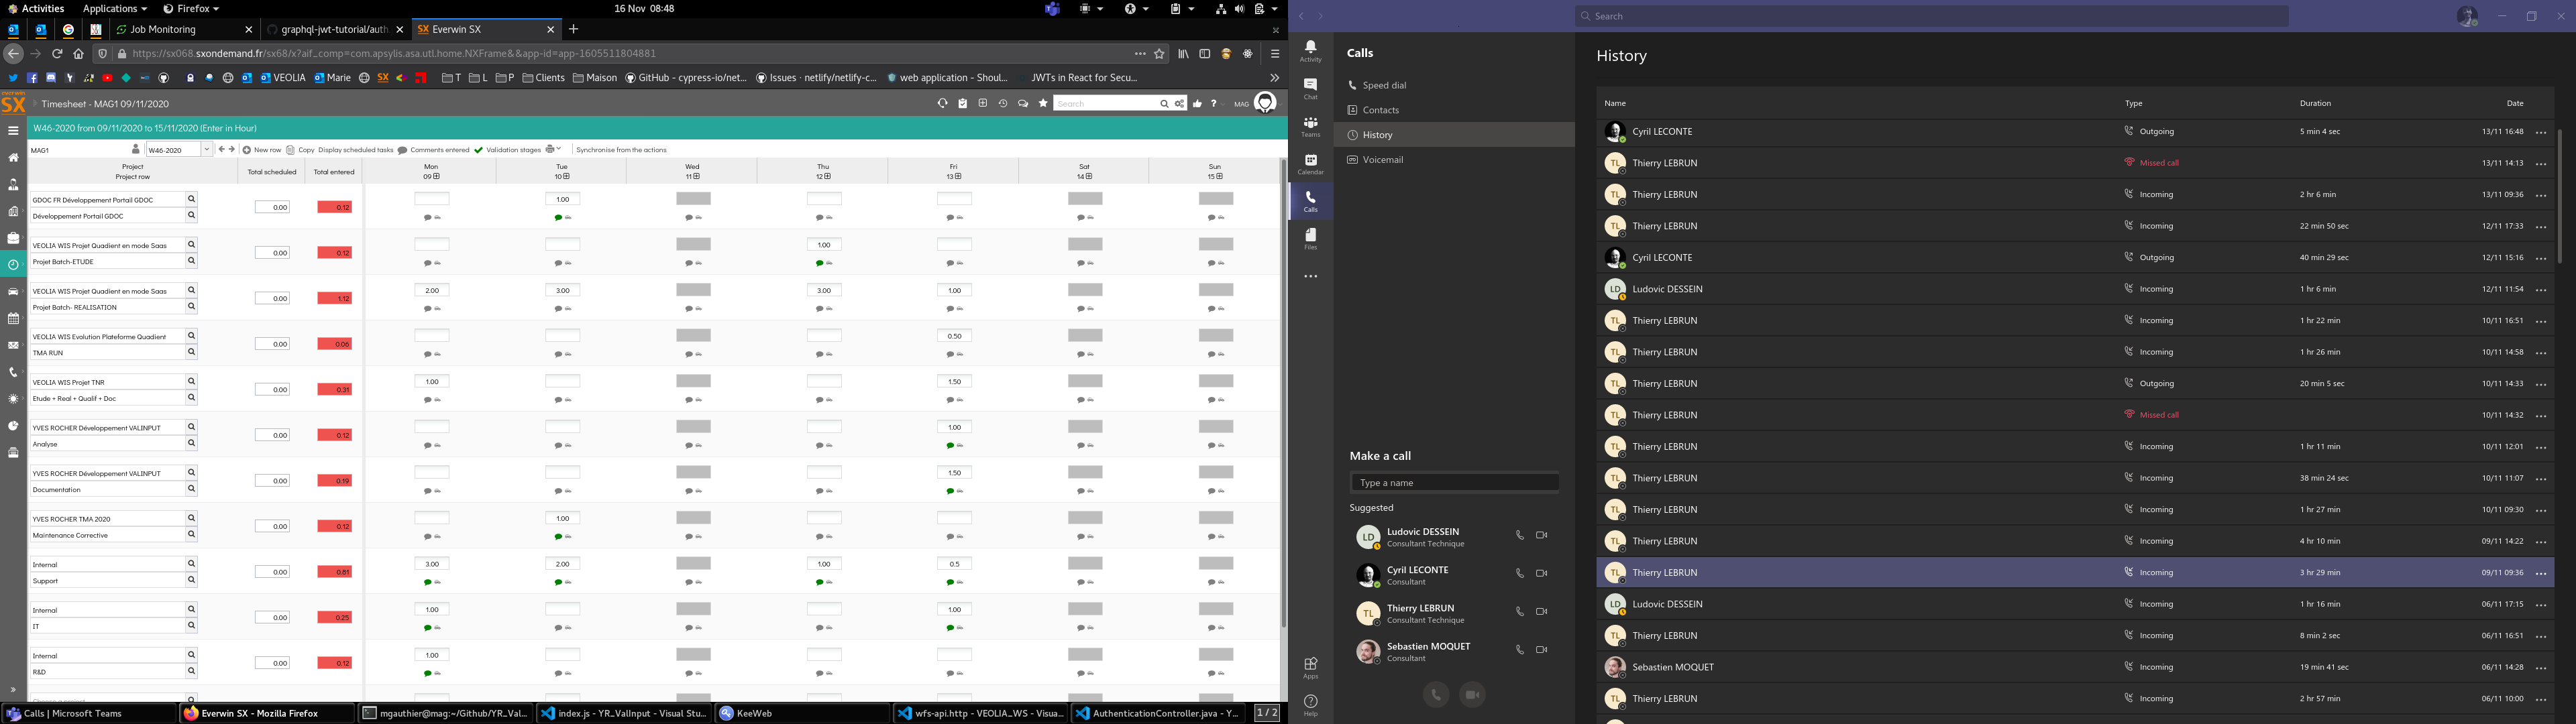 Activities Applications Firefox 16 Nov 08:48
Job Monitoring graphql-jwt-tutorial/auth Everwin SX
https://sx068.sxondemand.fr/sx68/x?aif_comp=com.apsylis.asa.utl.home.NXFrame&&app-id=app-1605511804881
VEOLIA Marie T L P Clients Maison GitHub - cypress-io/net... Issues · netlify/netlify-c... web application - Shoul... JWTs in React for Secu...
everwin SX Timesheet - MAG1 09/11/2020 Search MAG
W46-2020 from 09/11/2020 to 15/11/2020 (Enter in Hour)
MAG1 W46-2020 New row Copy Display scheduled tasks Comments entered Validation stages Synchronise from the actions
Project Total scheduled Total entered Mon Tue Wed Thu Fri Sat Sun
Project row 09 10 11 12 13 14 15
GDOC FR Développement Portail GDOC 0.00 0.12 1.00
Développement Portail GDOC
VEOLIA WIS Projet Quadient en mode Saas 0.00 0.12 1.00
Projet Batch-ETUDE
VEOLIA WIS Projet Quadient en mode Saas 0.00 1.12 2.00 3.00 3.00 1.00
Projet Batch- REALISATION
VEOLIA WIS Evolution Plateforme Quadient 0.00 0.06 0.50
TMA RUN
VEOLIA WIS Projet TNR 0.00 0.31 1.00 1.50
Etude + Real + Qualif + Doc
YVES ROCHER Développement VALINPUT 0.00 0.12 1.00
Analyse
YVES ROCHER Développement VALINPUT 0.00 0.19 1.50
Documentation
YVES ROCHER TMA 2020 0.00 0.12 1.00
Maintenance Corrective
Internal 0.00 0.81 3.00 2.00 1.00 0.5
Support
Internal 0.00 0.25 1.00 1.00
IT
Internal 0.00 0.12 1.00
R&D
Calls | Microsoft Teams Everwin SX - Mozilla Firefox mgauthier@mag:~/Github/YR_Val... index.js - YR_ValInput - Visual Stu... KeeWeb wfs-api.http - VEOLIA_WS - Visua... AuthenticationController.java - Y... 1 / 2
Search
Activity
Chat
Teams
Calendar
Calls
Files
Apps
Help
Calls
Speed dial
Contacts
History
Voicemail
Make a call
Type a name
Suggested
LD Ludovic DESSEIN
Consultant Technique
Cyril LECONTE
Consultant
TL Thierry LEBRUN
Consultant Technique
Sebastien MOQUET
Consultant
History
Name Type Duration Date
Cyril LECONTE Outgoing 5 min 4 sec 13/11 16:48
TL Thierry LEBRUN Missed call 13/11 14:13
TL Thierry LEBRUN Incoming 2 hr 6 min 13/11 09:36
TL Thierry LEBRUN Incoming 22 min 50 sec 12/11 17:33
Cyril LECONTE Outgoing 40 min 29 sec 12/11 15:16
LD Ludovic DESSEIN Incoming 1 hr 6 min 12/11 11:54
TL Thierry LEBRUN Incoming 1 hr 22 min 10/11 16:51
TL Thierry LEBRUN Incoming 1 hr 26 min 10/11 14:58
TL Thierry LEBRUN Outgoing 20 min 5 sec 10/11 14:33
TL Thierry LEBRUN Missed call 10/11 14:32
TL Thierry LEBRUN Incoming 1 hr 11 min 10/11 12:01
TL Thierry LEBRUN Incoming 38 min 24 sec 10/11 11:07
TL Thierry LEBRUN Incoming 1 hr 27 min 10/11 09:30
TL Thierry LEBRUN Incoming 4 hr 10 min 09/11 14:22
TL Thierry LEBRUN Incoming 3 hr 29 min 09/11 09:36
LD Ludovic DESSEIN Incoming 1 hr 16 min 06/11 17:15
TL Thierry LEBRUN Incoming 8 min 2 sec 06/11 16:51
Sebastien MOQUET Incoming 19 min 41 sec 06/11 14:28
TL Thierry LEBRUN Incoming 2 hr 57 min 06/11 10:00